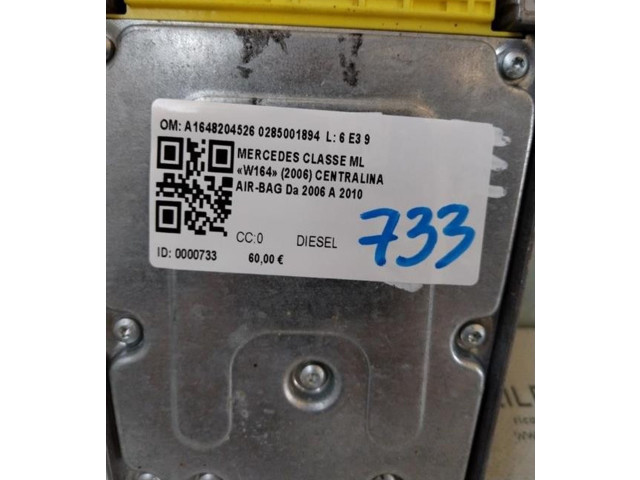 OM: A1648204526 0285001894 L: 6 E3 9
MERCEDES CLASSE ML
«W164» (2006) CENTRALINA
AIR-BAG Da 2006 A 2010
CC:0 DIESEL
733
ID: 0000733 60,00 €